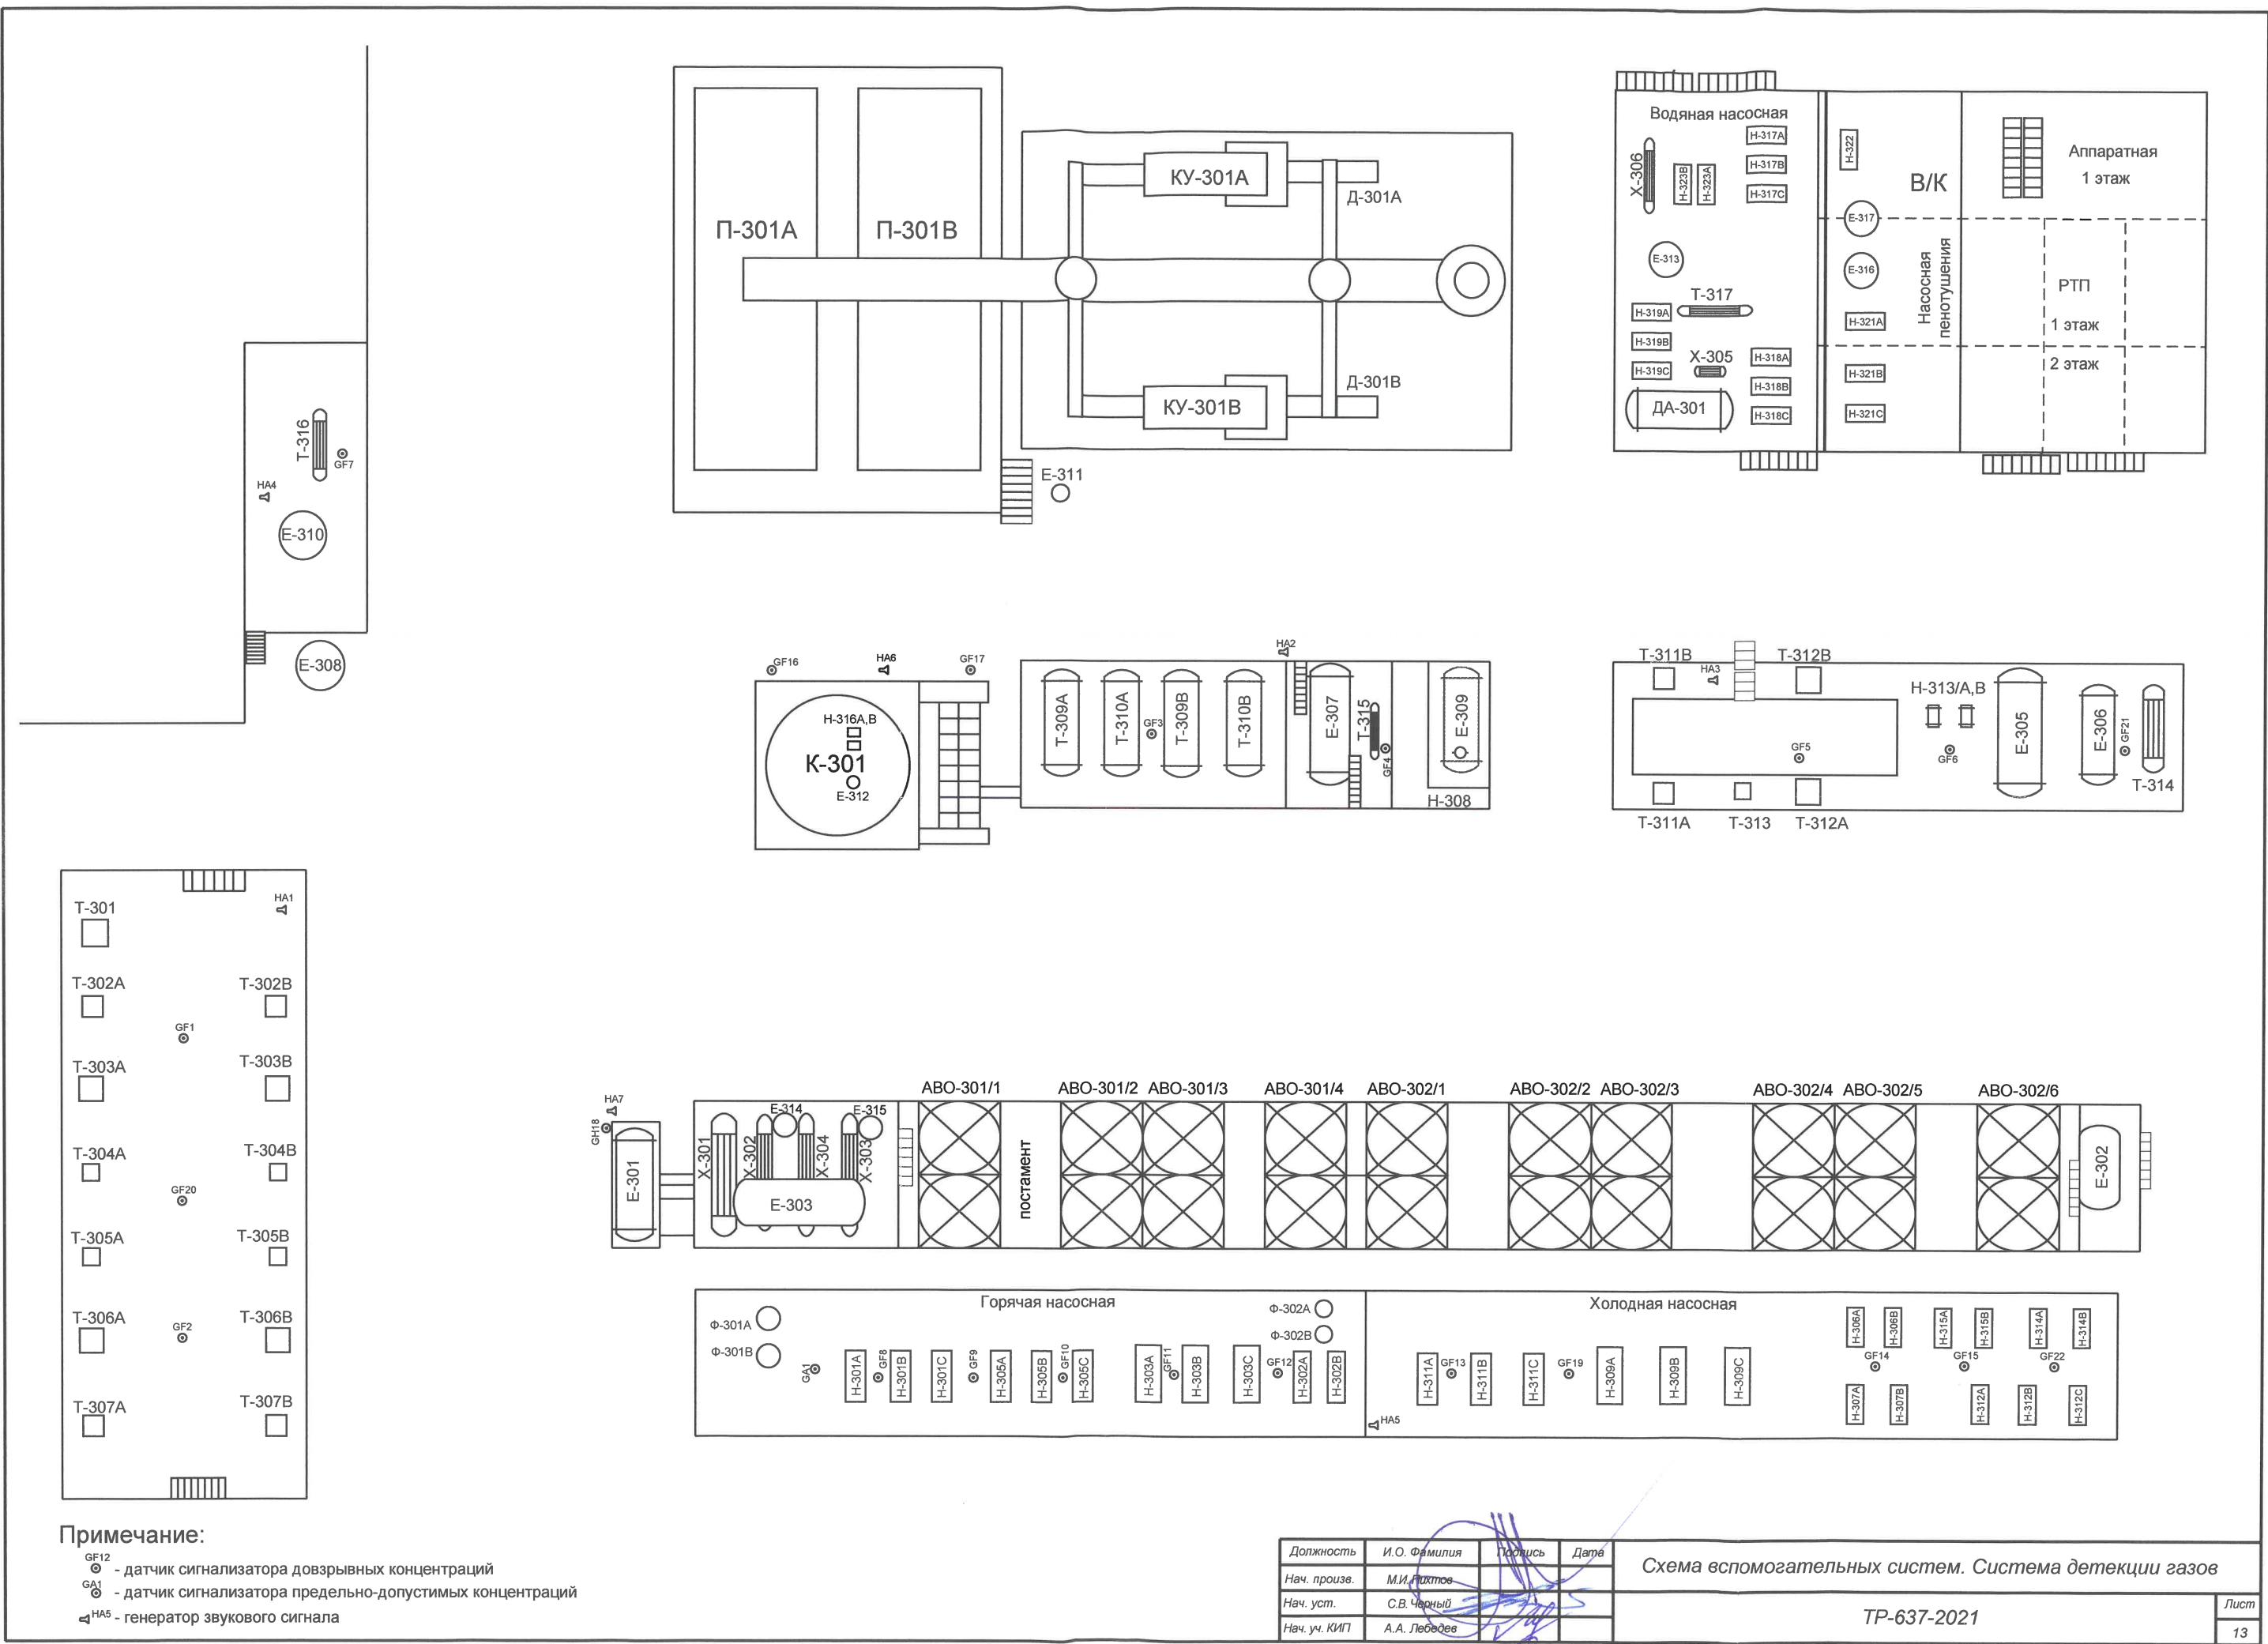 П-301А
П-301В
КУ-301А
Д-301А
КУ-301В
Д-301В
Е-311
Водяная насосная
Х-306
Н-323В
Н-323А
Н-317А
Н-317В
Н-317С
Е-313
Т-317
Н-319А
Н-319В
Н-319С
Х-305
Н-318А
Н-318В
Н-318С
ДА-301
Н-322
В/К
Е-317
Е-316
Насосная
пенотушения
Н-321А
Н-321В
Н-321С
Аппаратная
1 этаж
РТП
1 этаж
2 этаж
Т-316
GF7
НА4
Е-310
Е-308
GF16
НА6
GF17
Н-316А,В
К-301
Е-312
Т-309А
Т-310А
GF3
Т-309В
Т-310В
НА2
Е-307
Т-315
GF4
Е-309
Н-308
Т-311В
НА3
Т-312В
Н-313/А,В
GF5
GF6
Е-305
Е-306
GF21
Т-314
Т-311А
Т-313
Т-312А
Т-301
НА1
Т-302А
Т-302В
GF1
Т-303А
Т-303В
Т-304А
Т-304В
GF20
Т-305А
Т-305В
Т-306А
Т-306В
GF2
Т-307А
Т-307В
НА7
GH18
Е-301
Х-301
Х-302
Е-314
Х-304
Е-315
Х-303
Е-303
АВО-301/1
постамент
АВО-301/2
АВО-301/3
АВО-301/4
АВО-302/1
АВО-302/2
АВО-302/3
АВО-302/4
АВО-302/5
АВО-302/6
Е-302
Горячая насосная
Ф-301А
Ф-301В
Ф-302А
Ф-302В
GA1
Н-301А
GF8
Н-301В
Н-301С
GF9
Н-305А
Н-305В
GF10
Н-305С
Н-303А
GF11
Н-303В
Н-303С
GF12
Н-302А
Н-302В
Холодная насосная
НА5
Н-311А
GF13
Н-311В
Н-311С
GF19
Н-309А
Н-309В
Н-309С
Н-306А
Н-306В
Н-315А
Н-315В
Н-314А
Н-314В
GF14
GF15
GF22
Н-307А
Н-307В
Н-312А
Н-312В
Н-312С
Примечание:
GF12 - датчик сигнализатора довзрывных концентраций
GA1 - датчик сигнализатора предельно-допустимых концентраций
НА5 - генератор звукового сигнала
Должность И.О. Фамилия Подпись Дата
Нач. произв. М.И. Рихтов
Нач. уст. С.В. Черный
Нач. уч. КИП А.А. Лебедев
Схема вспомогательных систем. Система детекции газов
ТР-637-2021
Лист
13